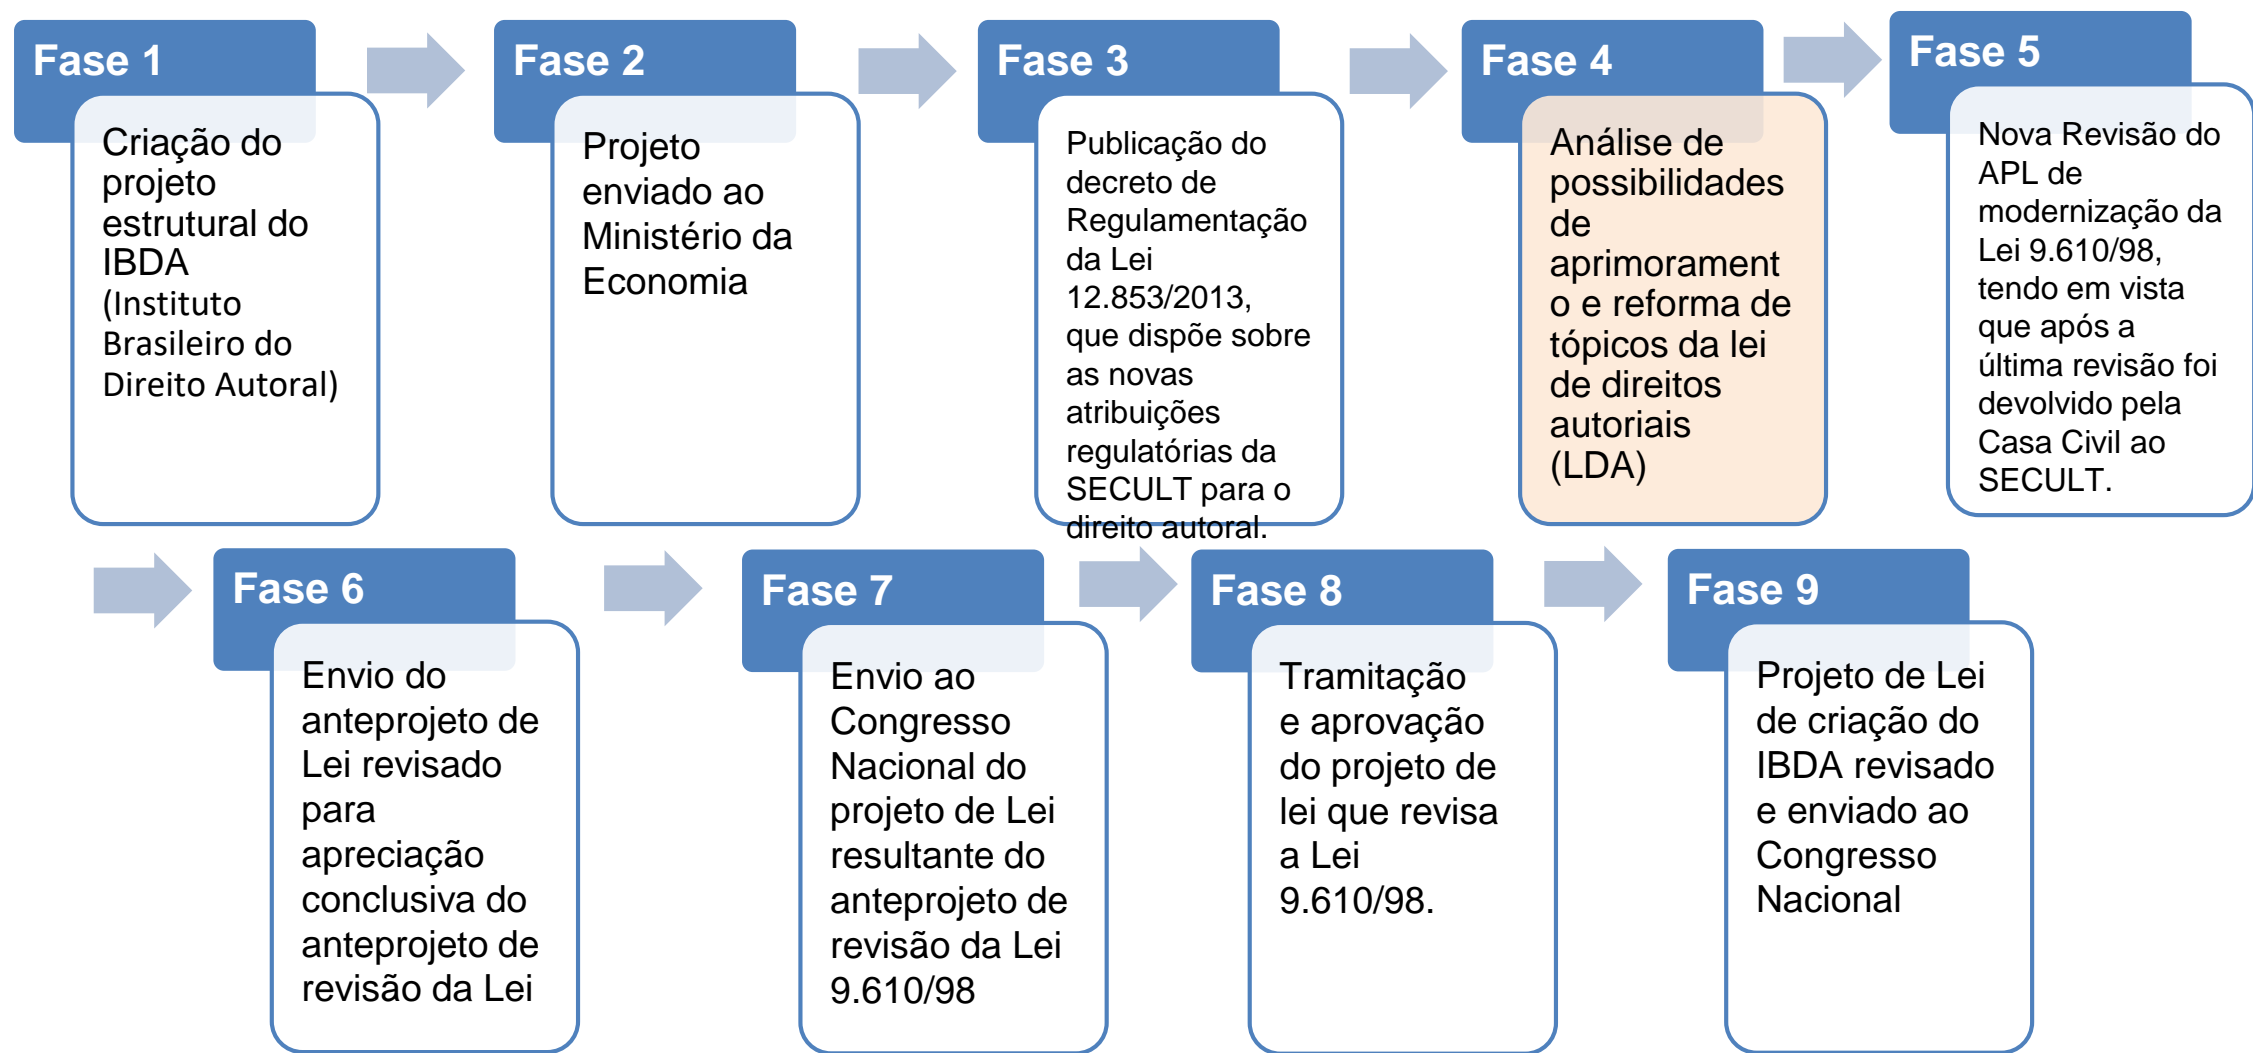 Fase 1
Criação do
projeto
estrutural do
IBDA
(Instituto
Brasileiro do
Direito Autoral)
Fase 2
Projeto
enviado ao
Ministério da
Economia
Fase 3
Publicação do
decreto de
Regulamentação
da Lei
12.853/2013,
que dispõe sobre
as novas
atribuições
regulatórias da
SECULT para o
direito autoral.
Fase 4
Análise de
possibilidades
de
aprimorament
o e reforma de
tópicos da lei
de direitos
autoriais
(LDA)
Fase 5
Nova Revisão do
APL de
modernização da
Lei 9.610/98,
tendo em vista
que após a
última revisão foi
devolvido pela
Casa Civil ao
SECULT.
Fase 6
Envio do
anteprojeto de
Lei revisado
para
apreciação
conclusiva do
anteprojeto de
revisão da Lei
Fase 7
Envio ao
Congresso
Nacional do
projeto de Lei
resultante do
anteprojeto de
revisão da Lei
9.610/98
Fase 8
Tramitação
e aprovação
do projeto de
lei que revisa
a Lei
9.610/98.
Fase 9
Projeto de Lei
de criação do
IBDA revisado
e enviado ao
Congresso
Nacional